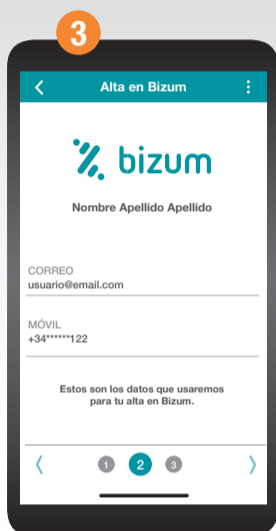 3
Alta en Bizum
bizum
Nombre Apellido Apellido
CORREO
usuario@email.com
MÓVIL
+34******122
Estos son los datos que usaremos
para tu alta en Bizum.
1 2 3